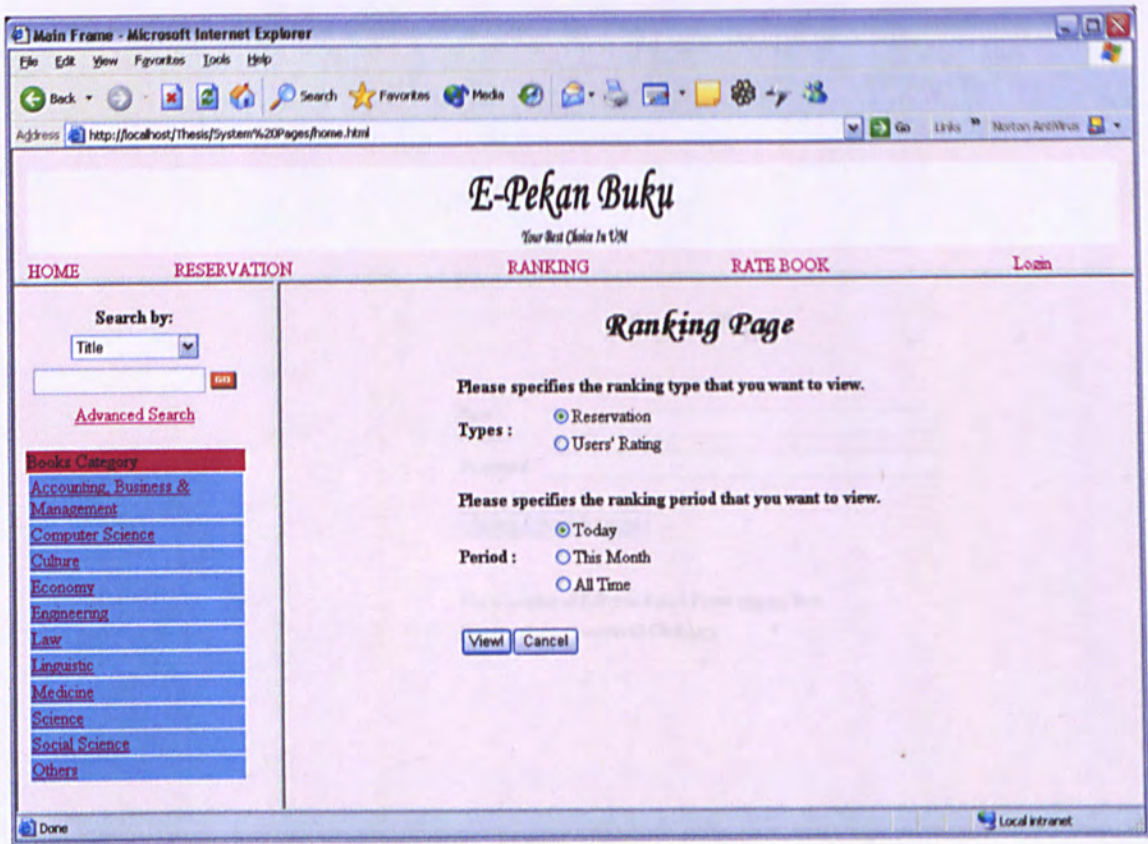 Main Frame - Microsoft Internet Explorer
File Edit View Favorites Tools Help
Back Search Favorites Media
Address http://localhost/Thesis/System%20Pages/home.html Go Links » Norton AntiVirus
E-Pekan Buku
Your Best Choice In UM
HOME RESERVATION RANKING RATE BOOK Login
Search by:
Title
GO
Advanced Search
Books Category
Accounting, Business &
Management
Computer Science
Culture
Economy
Engineering
Law
Linguistic
Medicine
Science
Social Science
Others
Ranking Page
Please specifies the ranking type that you want to view.
Types :
Reservation
Users' Rating
Please specifies the ranking period that you want to view.
Period :
Today
This Month
All Time
View! Cancel
Done Local intranet